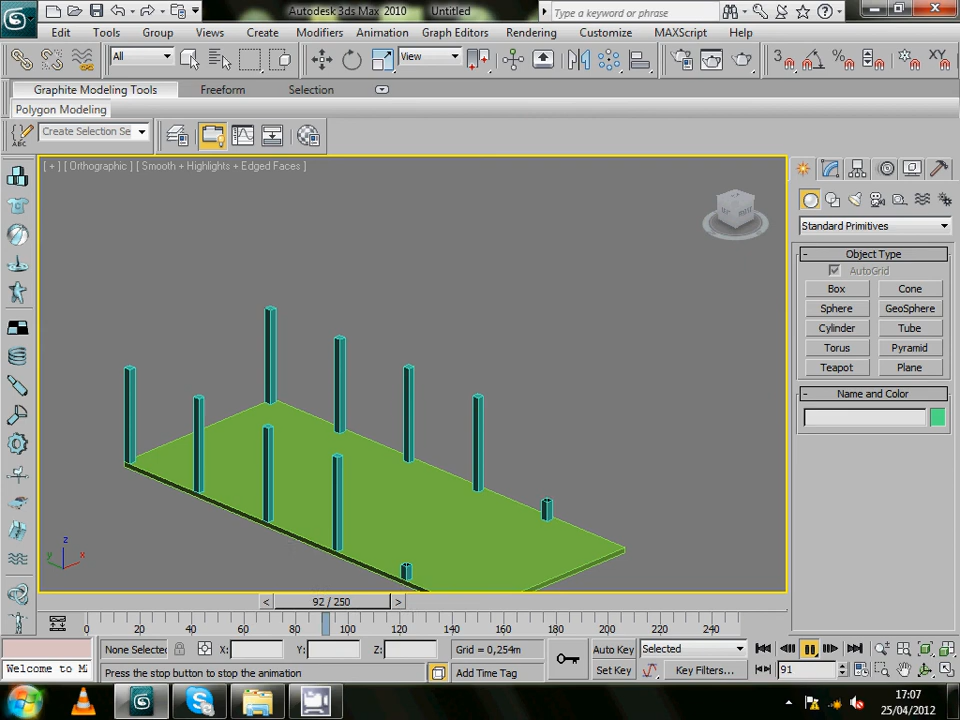 Autodesk 3ds Max 2010 Untitled
Type a keyword or phrase
Edit Tools Group Views Create Modifiers Animation Graph Editors Rendering Customize MAXScript Help
All
View
3
%
XY
Graphite Modeling Tools Freeform Selection
Polygon Modeling
ABC
Create Selection Se
[ + ] [ Orthographic ] [ Smooth + Highlights + Edged Faces ]
Standard Primitives
Object Type
AutoGrid
Box Cone
Sphere GeoSphere
Cylinder Tube
Torus Pyramid
Teapot Plane
Name and Color
z
y x
< 92 / 250 >
0 20 40 60 80 100 120 140 160 180 200 220 240
None Selected X: Y: Z: Grid = 0,254m
Auto Key Selected
Welcome to M
Press the stop button to stop the animation
Add Time Tag
Set Key Key Filters...
91
17:07
25/04/2012